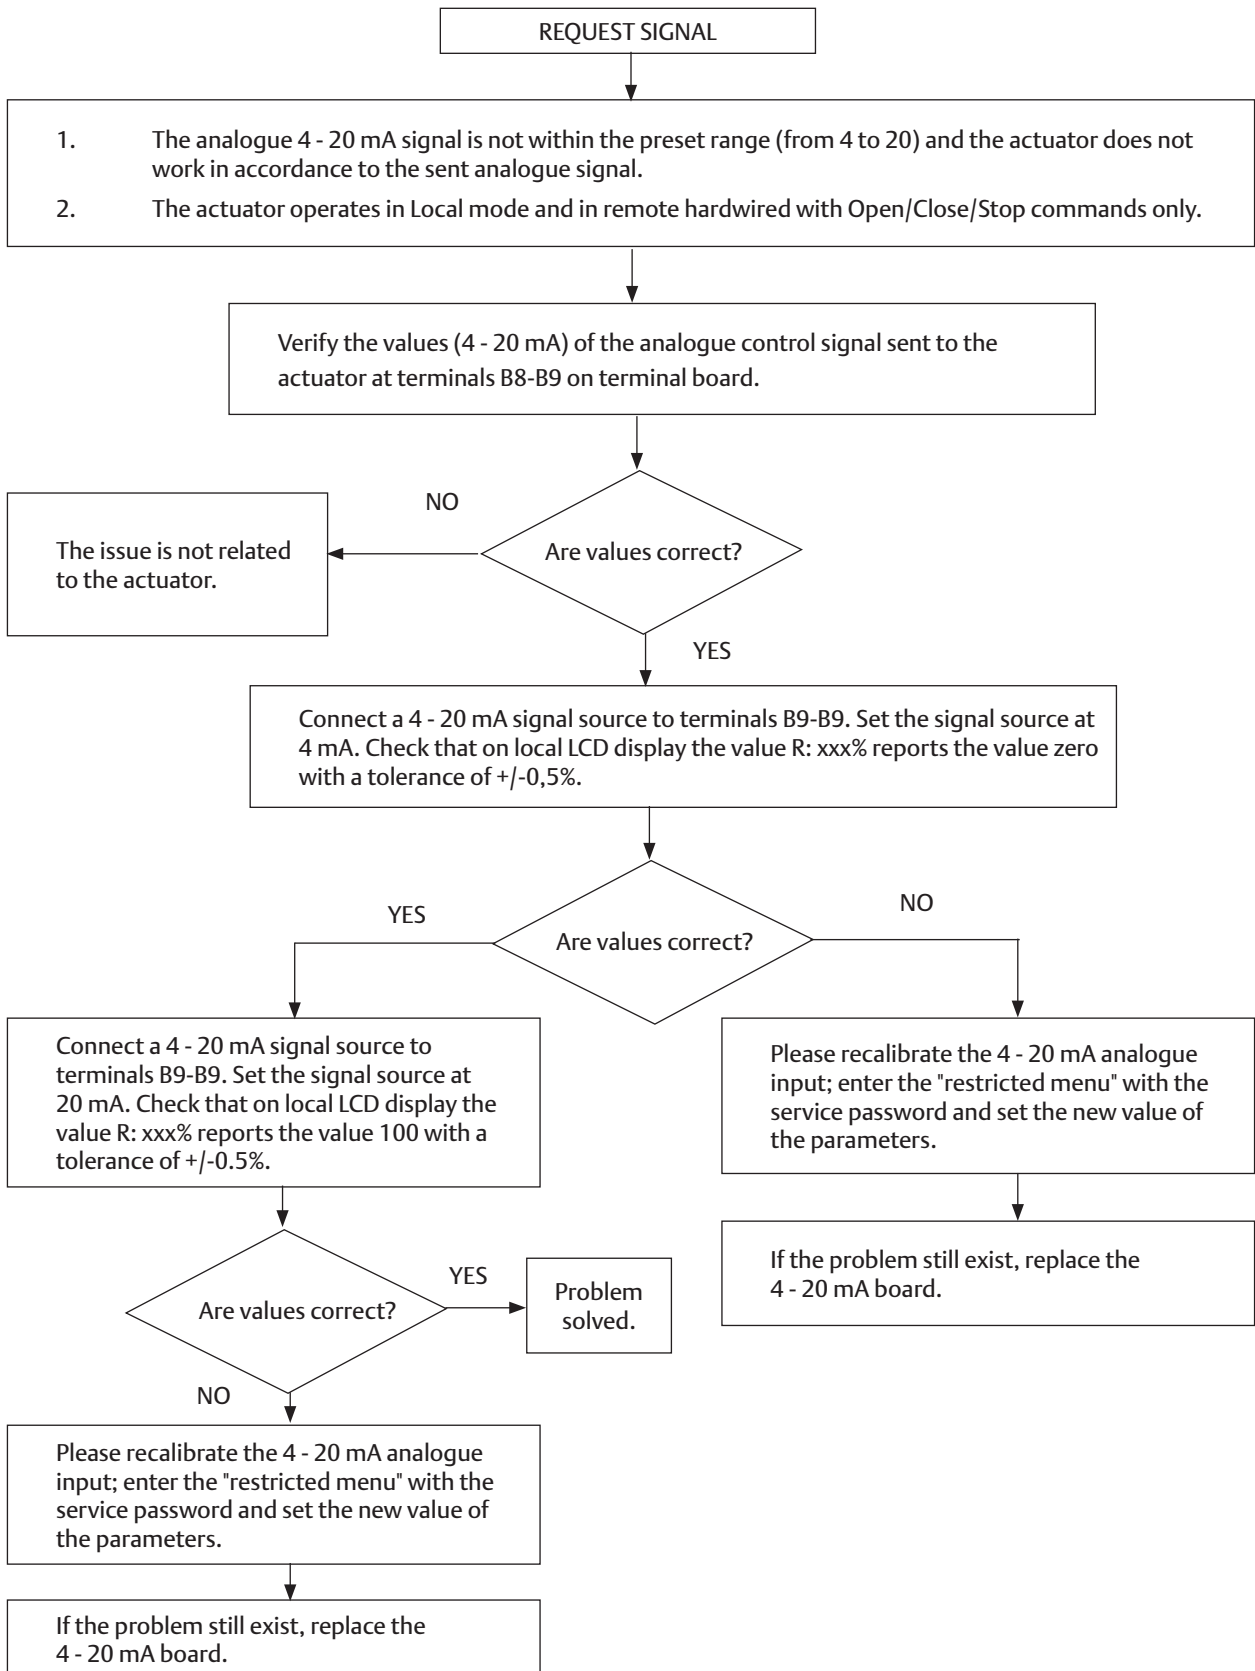 REQUEST SIGNAL
1. The analogue 4 - 20 mA signal is not within the preset range (from 4 to 20) and the actuator does not
work in accordance to the sent analogue signal.
2. The actuator operates in Local mode and in remote hardwired with Open/Close/Stop commands only.
Verify the values (4 - 20 mA) of the analogue control signal sent to the
actuator at terminals B8-B9 on terminal board.
NO
The issue is not related
to the actuator.
Are values correct?
YES
Connect a 4 - 20 mA signal source to terminals B9-B9. Set the signal source at
4 mA. Check that on local LCD display the value R: xxx% reports the value zero
with a tolerance of +/-0,5%.
YES
NO
Are values correct?
Connect a 4 - 20 mA signal source to
terminals B9-B9. Set the signal source at
20 mA. Check that on local LCD display the
value R: xxx% reports the value 100 with a
tolerance of +/-0.5%.
Please recalibrate the 4 - 20 mA analogue
input; enter the "restricted menu" with the
service password and set the new value of
the parameters.
If the problem still exist, replace the
4 - 20 mA board.
Are values correct?
YES
Problem
solved.
NO
Please recalibrate the 4 - 20 mA analogue
input; enter the "restricted menu" with the
service password and set the new value of
the parameters.
If the problem still exist, replace the
4 - 20 mA board.